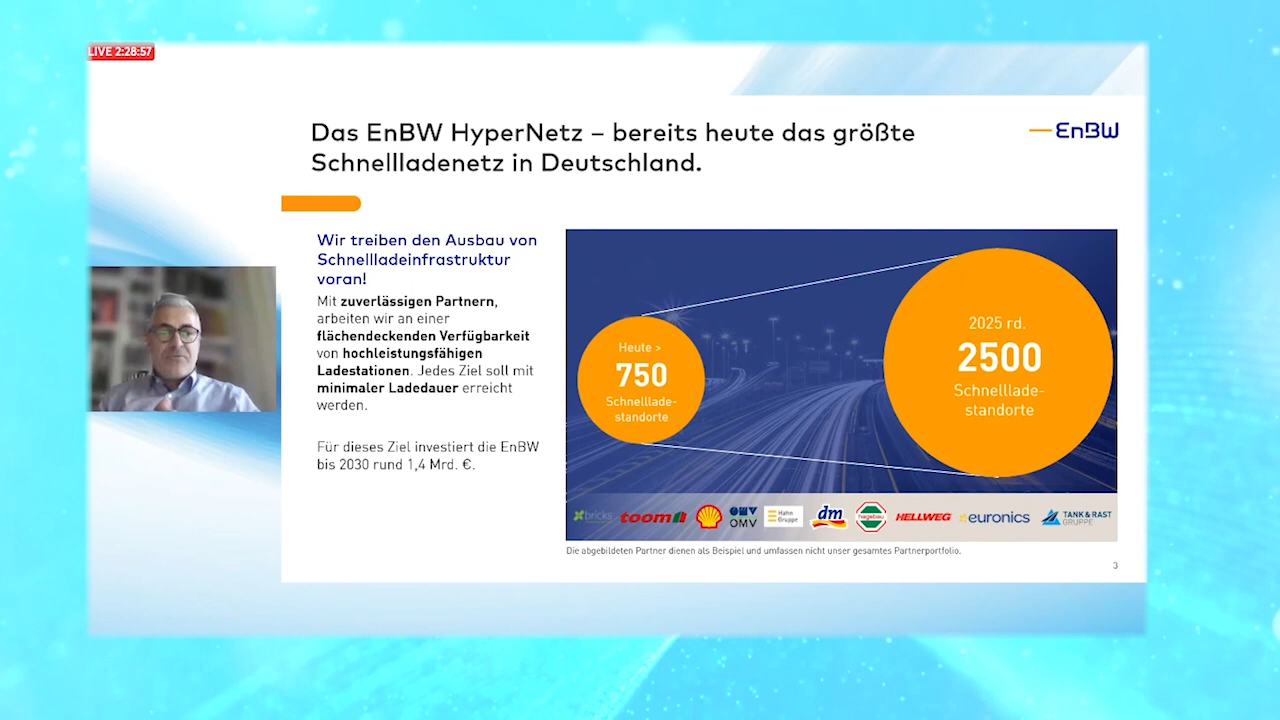 LIVE 2:28:57
Das EnBW HyperNetz – bereits heute das größte
Schnellladenetz in Deutschland.
EnBW
Wir treiben den Ausbau von
Schnellladeinfrastruktur
voran!
Mit zuverlässigen Partnern,
arbeiten wir an einer
flächendeckenden Verfügbarkeit
von hochleistungsfähigen
Ladestationen. Jedes Ziel soll mit
minimaler Ladedauer erreicht
werden.
Für dieses Ziel investiert die EnBW
bis 2030 rund 1,4 Mrd. €.
Heute >
750
Schnelllade-
standorte
2025 rd.
2500
Schnelllade-
standorte
xbricks
toom
OMV
OMV
Hahn
Gruppe
dm
hagebau
HELLWEG
euronics
TANK & RAST
GRUPPE
Die abgebildeten Partner dienen als Beispiel und umfassen nicht unser gesamtes Partnerportfolio.
3